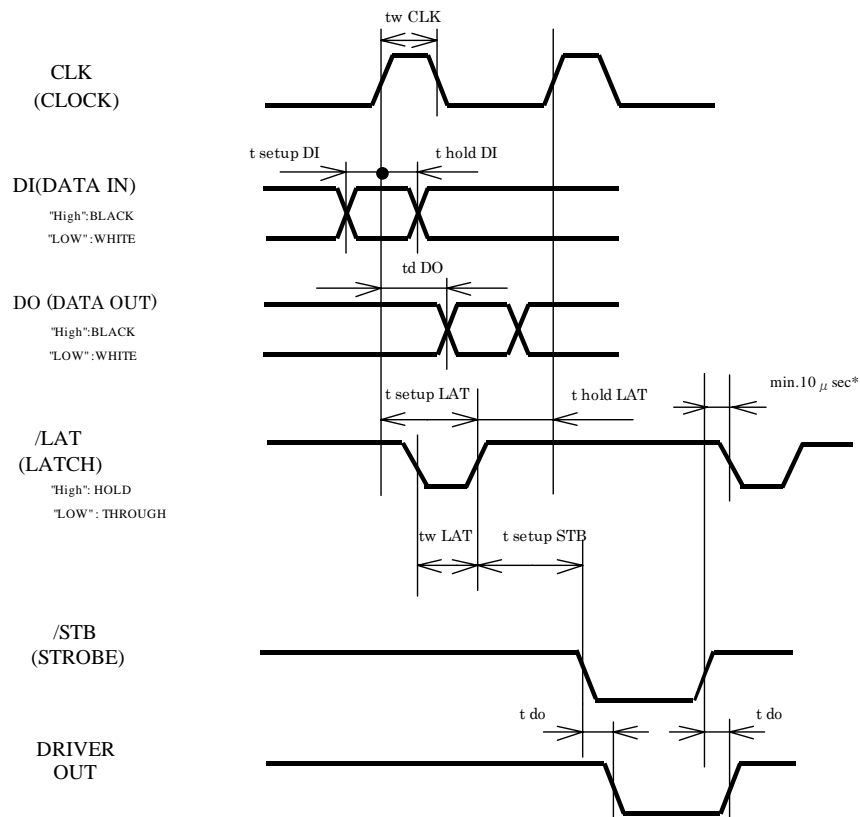 tw CLK
CLK
(CLOCK)
t setup DI
t hold DI
DI(DATA IN)
"High":BLACK
"LOW" :WHITE
td DO
DO (DATA OUT)
"High":BLACK
"LOW" :WHITE
min.10 μ sec*
t setup LAT
t hold LAT
/LAT
(LATCH)
"High": HOLD
"LOW" : THROUGH
tw LAT
t setup STB
/STB
(STROBE)
t do
t do
DRIVER
OUT